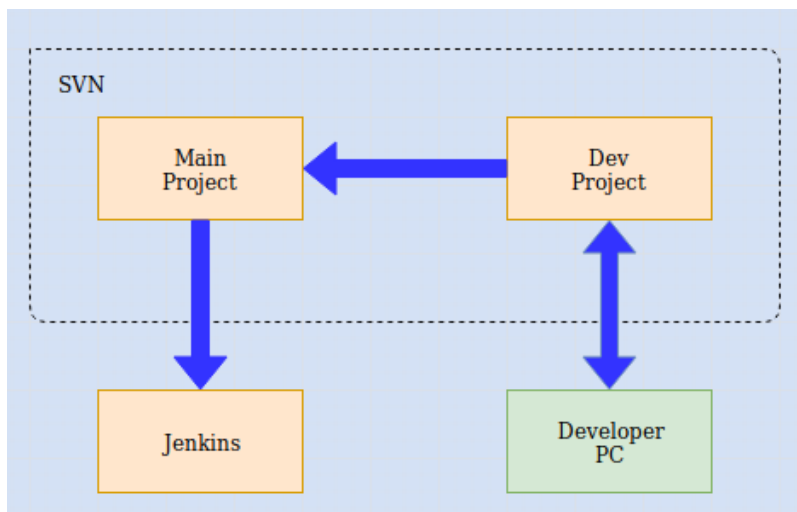 SVN
Main
Project
Dev
Project
Jenkins
Developer
PC